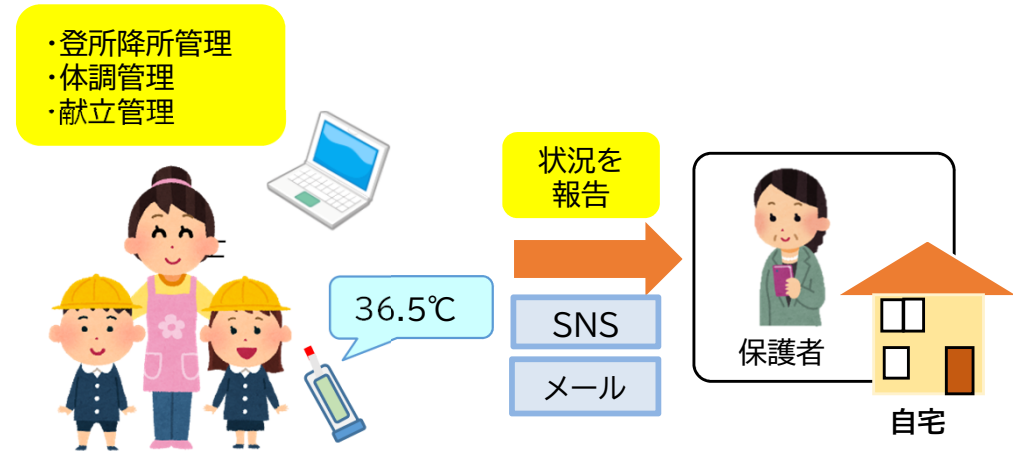 ・登所降所管理
・体調管理
・献立管理
状況を
報告
36.5℃
SNS
メール
保護者
自宅